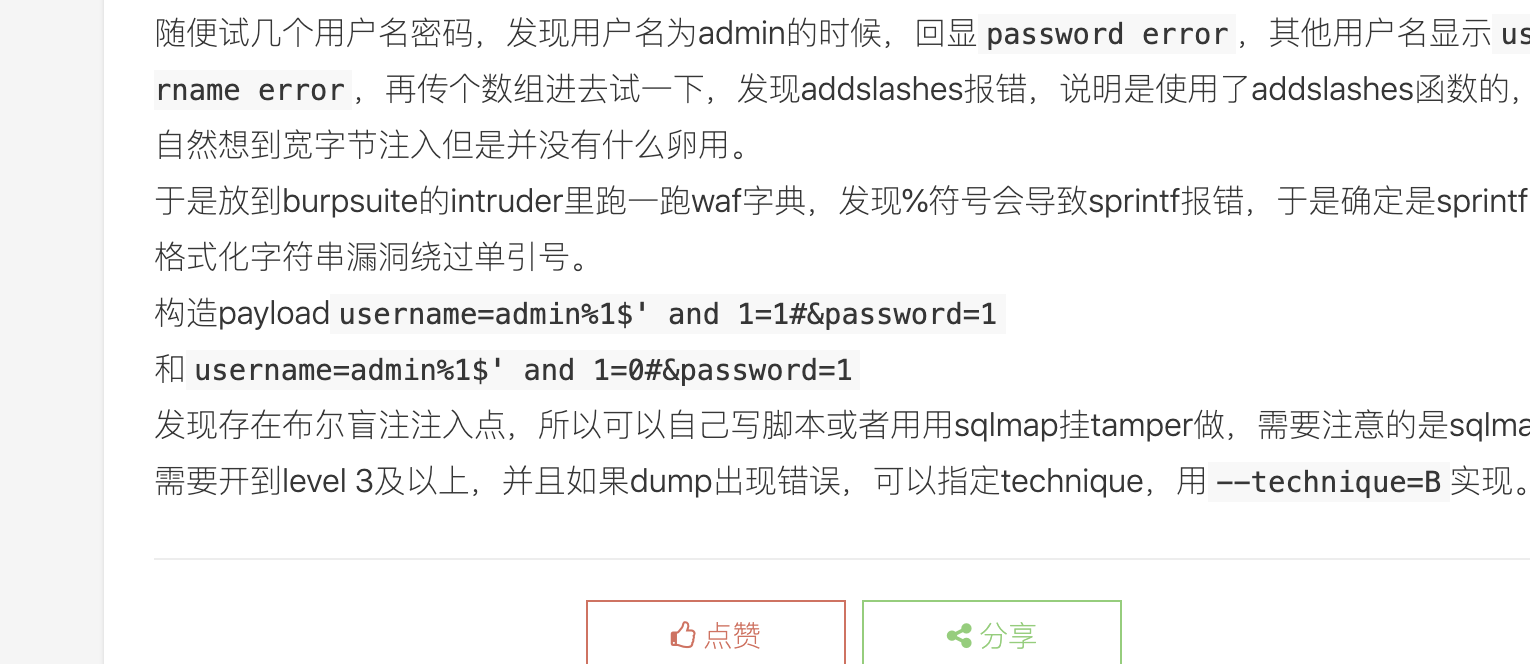 随便试几个用户名密码，发现用户名为admin的时候，回显 password error ，其他用户名显示 us
rname error ，再传个数组进去试一下，发现addslashes报错，说明是使用了addslashes函数的，
自然想到宽字节注入但是并没有什么卵用。
于是放到burpsuite的intruder里跑一跑waf字典，发现%符号会导致sprintf报错，于是确定是sprintf
格式化字符串漏洞绕过单引号。
构造payload username=admin%1$' and 1=1#&password=1
和 username=admin%1$' and 1=0#&password=1
发现存在布尔盲注注入点，所以可以自己写脚本或者用用sqlmap挂tamper做，需要注意的是sqlma
需要开到level 3及以上，并且如果dump出现错误，可以指定technique，用 --technique=B 实现。
点赞 分享